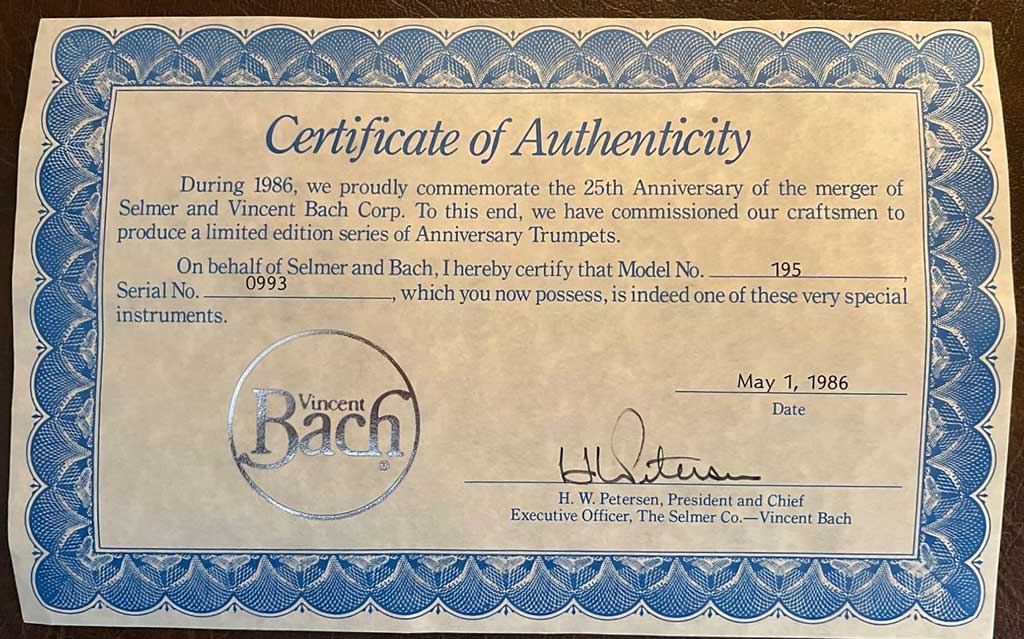 Certificate of Authenticity
During 1986, we proudly commemorate the 25th Anniversary of the merger of
Selmer and Vincent Bach Corp. To this end, we have commissioned our craftsmen to
produce a limited edition series of Anniversary Trumpets.
On behalf of Selmer and Bach, I hereby certify that Model No. 195,
Serial No. 0993, which you now possess, is indeed one of these very special
instruments.
Vincent
Bach
®
May 1, 1986
Date
H W Petersen
H. W. Petersen, President and Chief
Executive Officer, The Selmer Co.—Vincent Bach